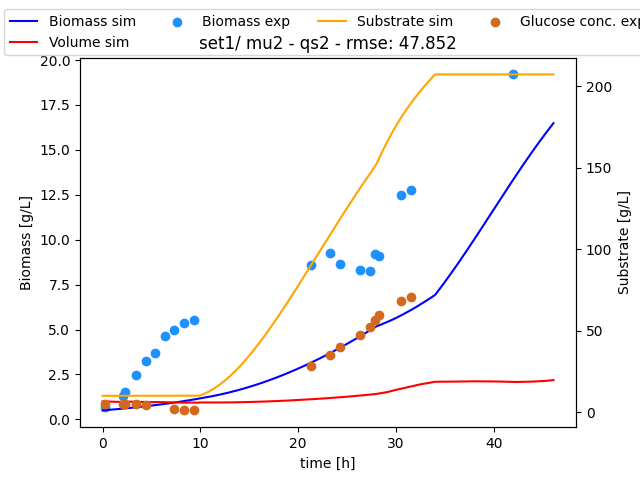 Biomass sim Biomass exp Substrate sim Glucose conc. exp
Volume sim
set1/ mu2 - qs2 - rmse: 47.852
Biomass [g/L]
20.0
17.5
15.0
12.5
10.0
7.5
5.0
2.5
0.0
200
150
100
50
0
Substrate [g/L]
0 10 20 30 40
time [h]